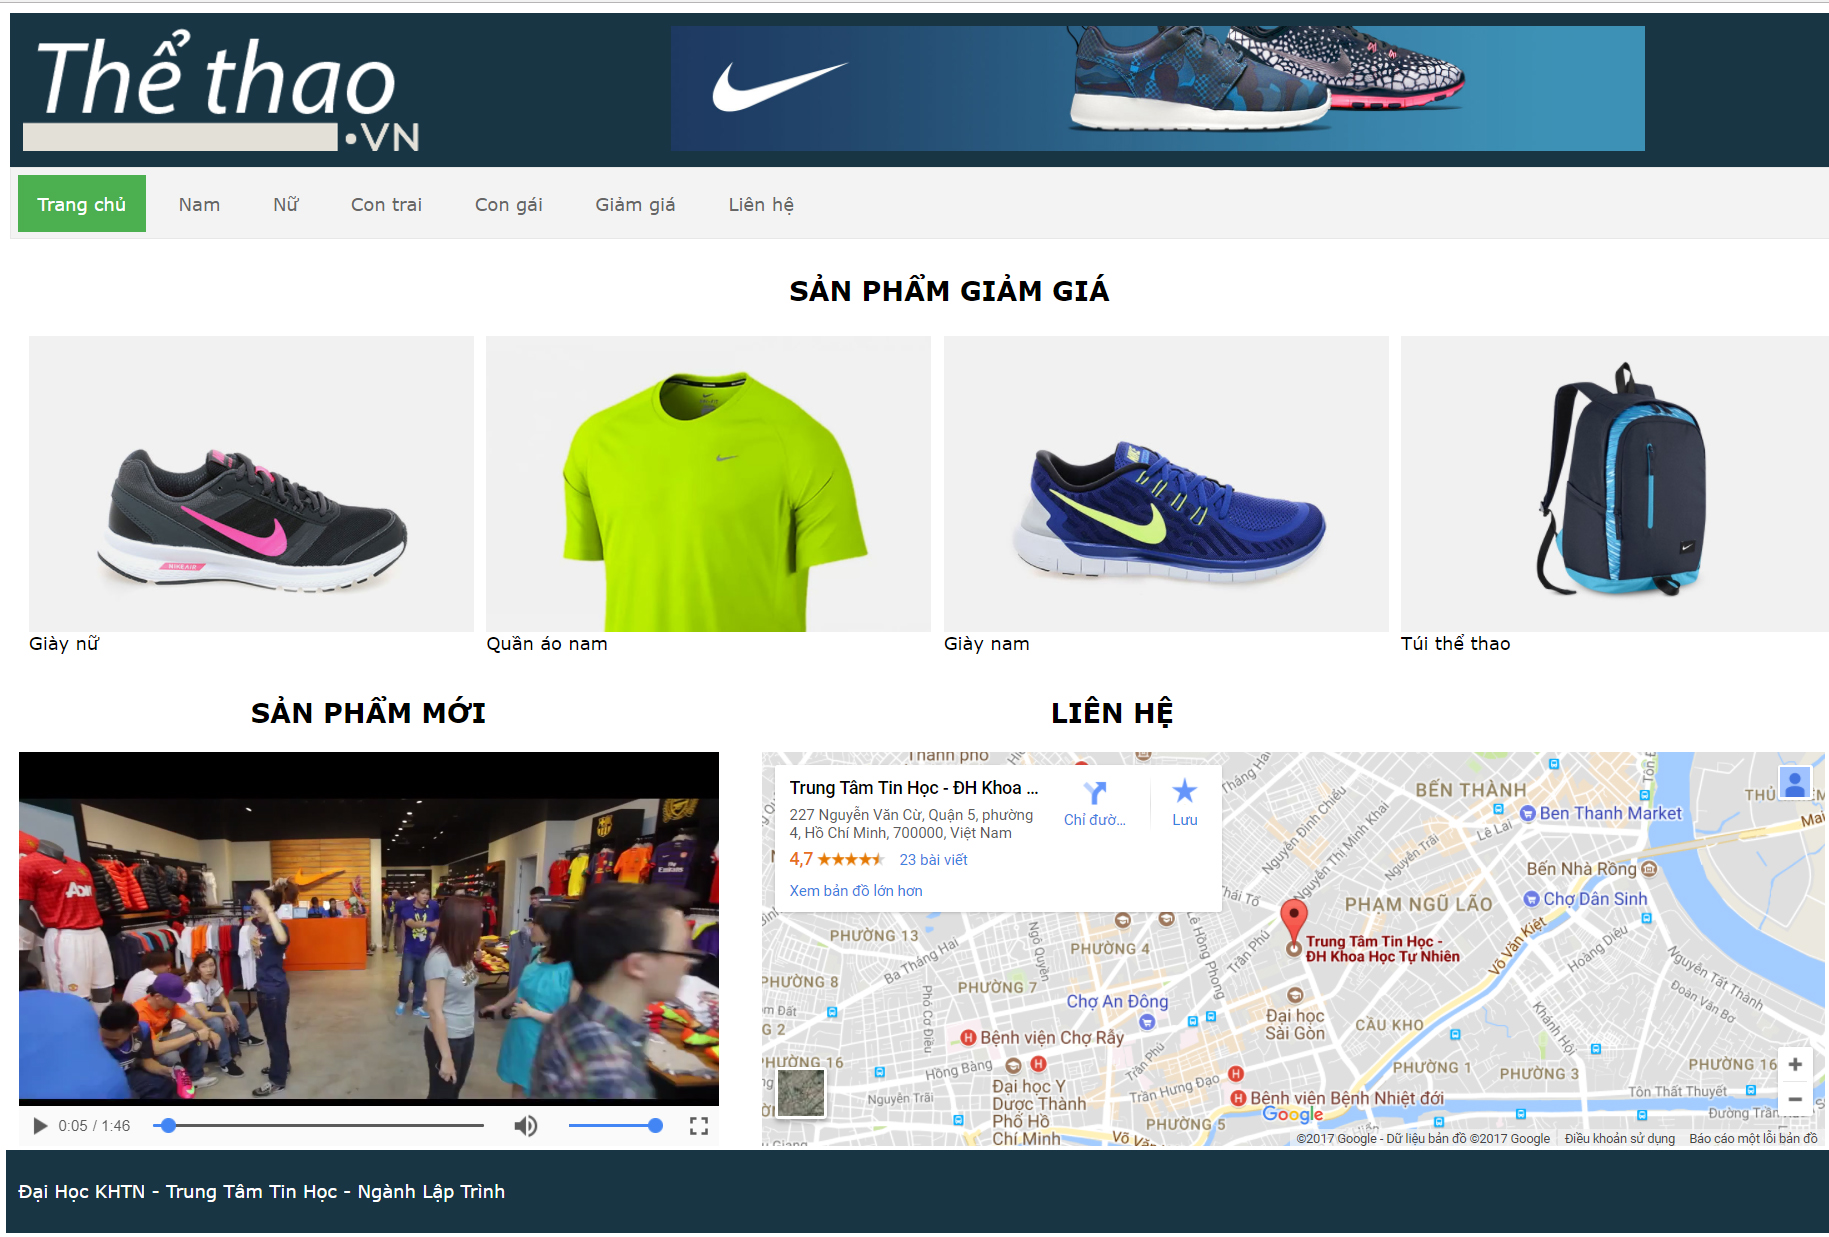 Thể thao
.VN
Trang chủ Nam Nữ Con trai Con gái Giảm giá Liên hệ
SẢN PHẨM GIẢM GIÁ
Giày nữ Quần áo nam Giày nam Túi thể thao
SẢN PHẨM MỚI LIÊN HỆ
AON
Emirates
0:05 / 1:46
Trung Tâm Tin Học - ĐH Khoa ...
227 Nguyễn Văn Cừ, Quận 5, phường
4, Hồ Chí Minh, 700000, Việt Nam
4,7 23 bài viết
Xem bản đồ lớn hơn
Chỉ đườ...
Lưu
Thành phố
BẾN THÀNH
Ben Thanh Market
Nguyễn Đình Chiểu
Nguyễn Thị Minh Khai
Lê Lai
Nguyễn Trãi
Bến Nhà Rồng
Chợ Dân Sinh
PHẠM NGŨ LÃO
Trung Tâm Tin Học -
ĐH Khoa Học Tự Nhiên
Võ Văn Kiệt
Hoàng Diệu
Nguyễn Tất Thành
Đoàn Văn Bơ
Khánh Hội
PHƯỜNG 13
Ba Tháng Hai
Ngô Quyền
PHƯỜNG 4
Lê Hồng Phong
Trần Phú
PHƯỜNG 8
PHƯỜNG 7
Phó Cơ Điều
Chợ An Đông
Đại học
Sài Gòn
CẦU KHO
Bệnh viện Chợ Rẫy
PHƯỜNG 16
Hồng Bàng
Trần Phú
Đại học Y
Dược Thành
Phố Hồ
Chí Minh
Trần Hưng Đạo
Nguyễn Trãi
Bệnh viện Bệnh Nhiệt đới
PHƯỜNG 5
PHƯỜNG 1
PHƯỜNG 3
PHƯỜNG 16
Tôn Thất Thuyết
Google
©2017 Google - Dữ liệu bản đồ ©2017 Google Điều khoản sử dụng Báo cáo một lỗi bản đồ
Đại Học KHTN - Trung Tâm Tin Học - Ngành Lập Trình